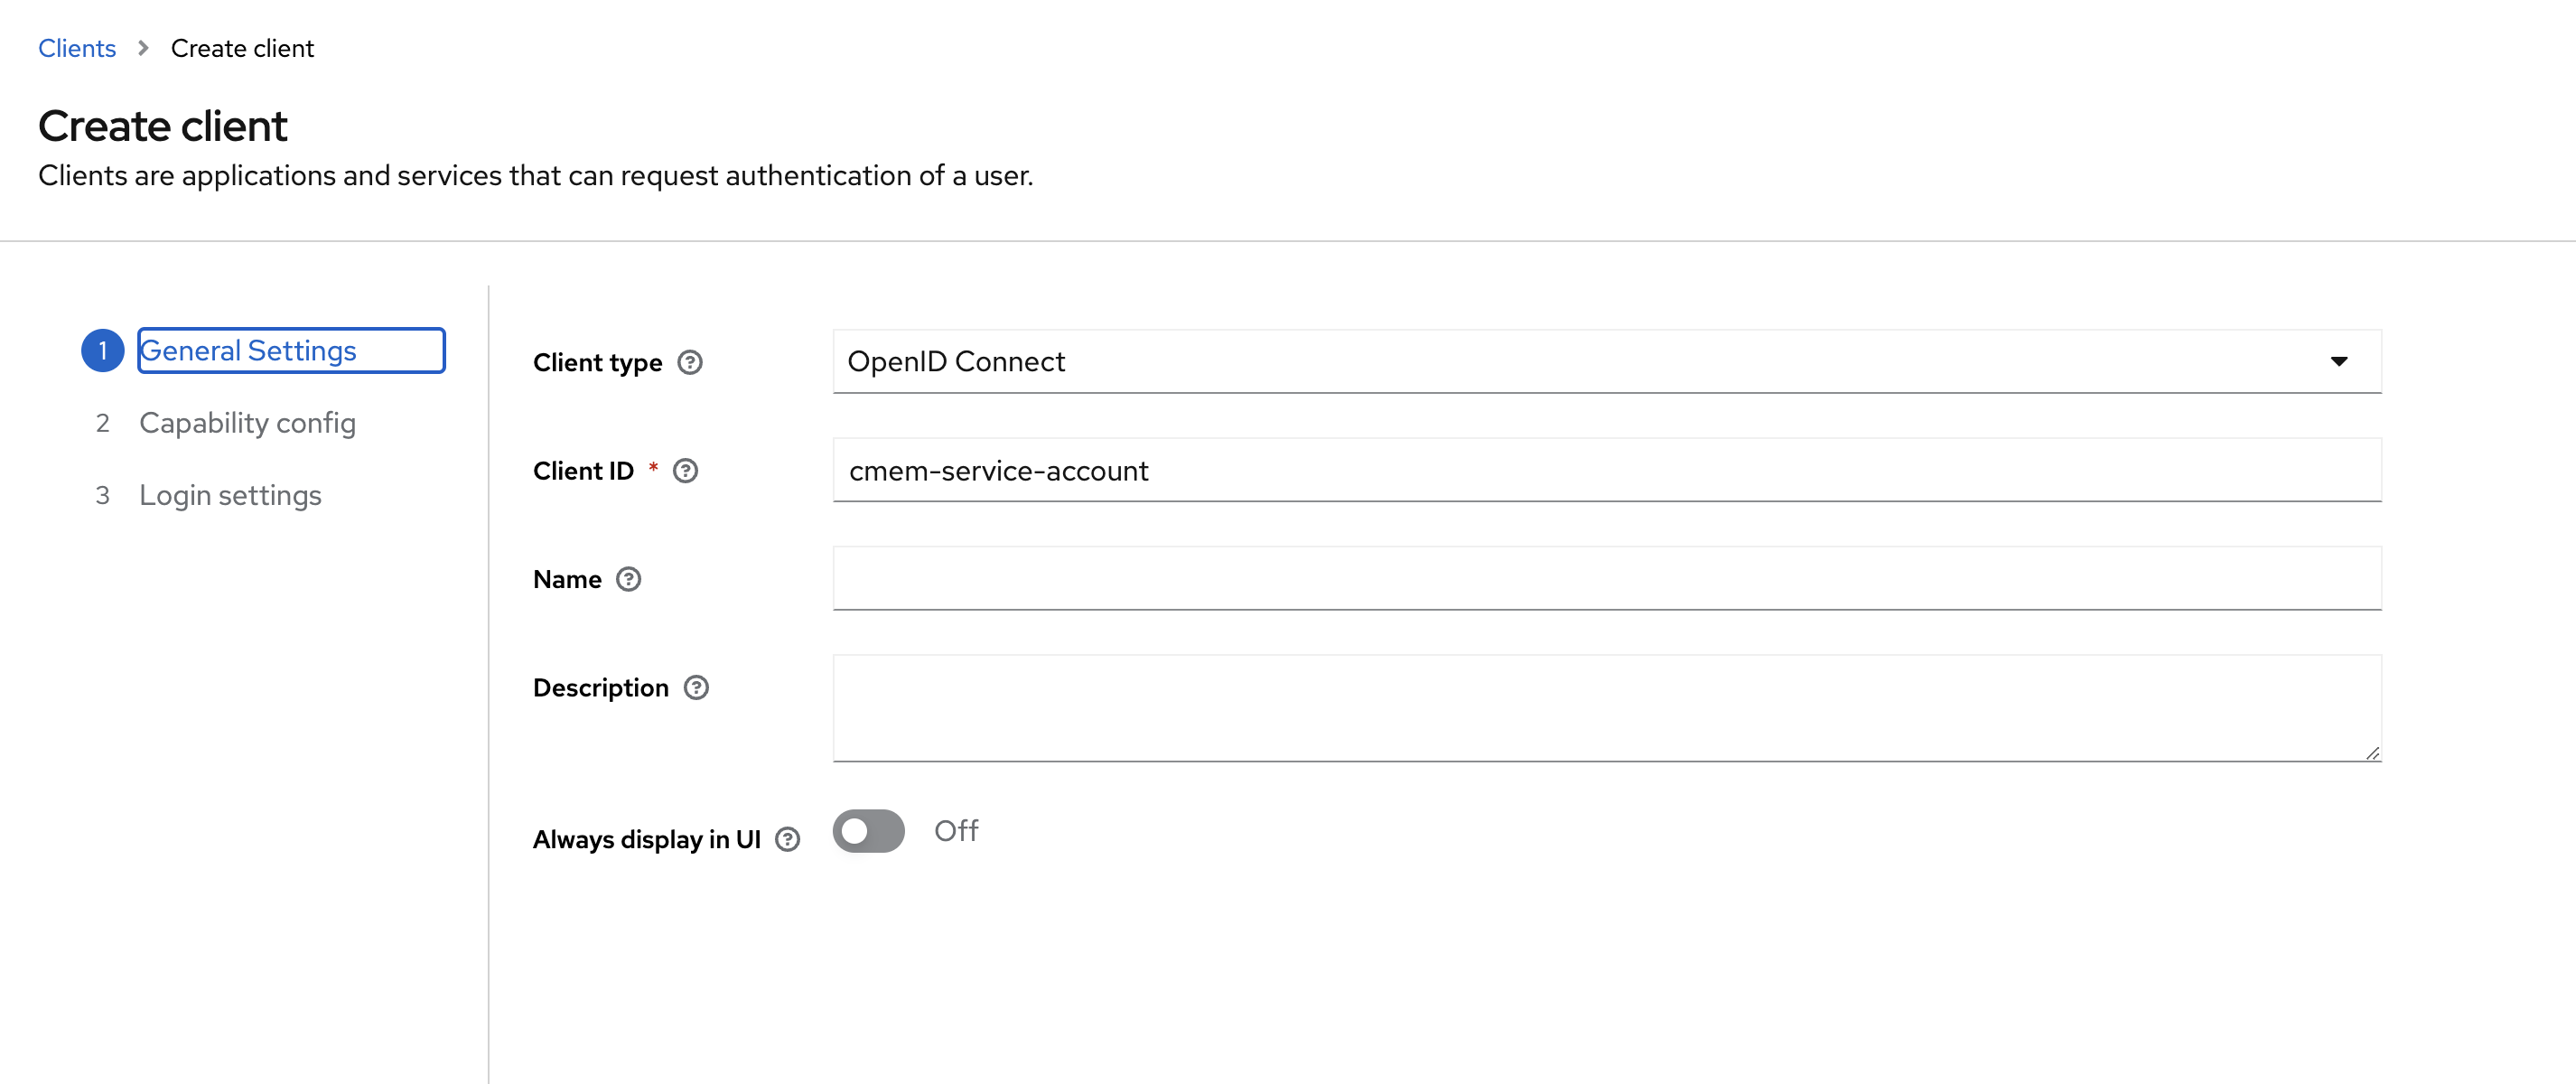 Clients > Create client
Create client
Clients are applications and services that can request authentication of a user.
1 General Settings
2 Capability config
3 Login settings
Client type ?
OpenID Connect
Client ID * ?
cmem-service-account
Name ?
Description ?
Always display in UI ?
Off